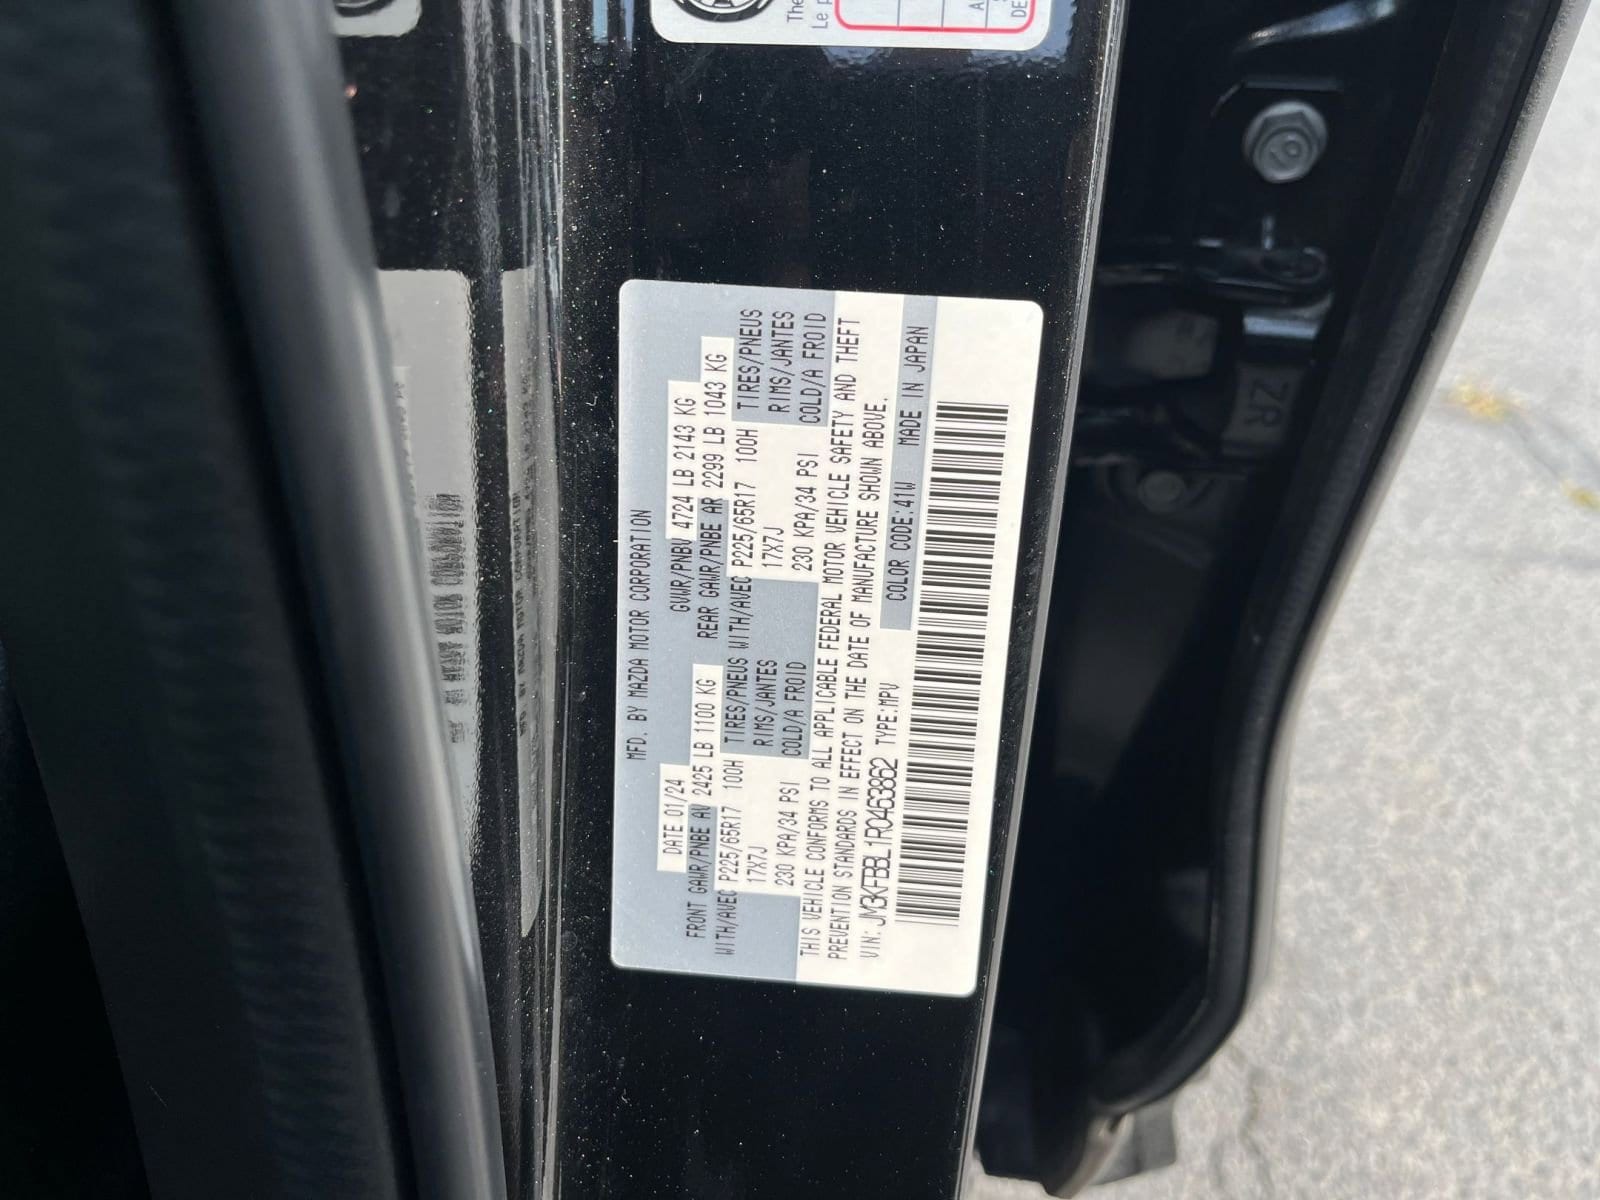 MFD. BY MAZDA MOTOR CORPORATION
DATE 01/24 GVWR/PNBV 4724 LB 2143 KG
FRONT GAWR/PNBE AV 2425 LB 1100 KG REAR GAWR/PNBE AR 2299 LB 1043 KG
WITH/AVEC P225/65R17 100H TIRES/PNEUS WITH/AVEC P225/65R17 100H TIRES/PNEUS
17X7J RIMS/JANTES 17X7J RIMS/JANTES
230 KPA/34 PSI COLD/A FROID 230 KPA/34 PSI COLD/A FROID
THIS VEHICLE CONFORMS TO ALL APPLICABLE FEDERAL MOTOR VEHICLE SAFETY AND THEFT
PREVENTION STANDARDS IN EFFECT ON THE DATE OF MANUFACTURE SHOWN ABOVE.
VIN: JM3KFBBL1R0463862 TYPE:MPV COLOR CODE:41W MADE IN JAPAN
The
Le p
DE
ZR
9